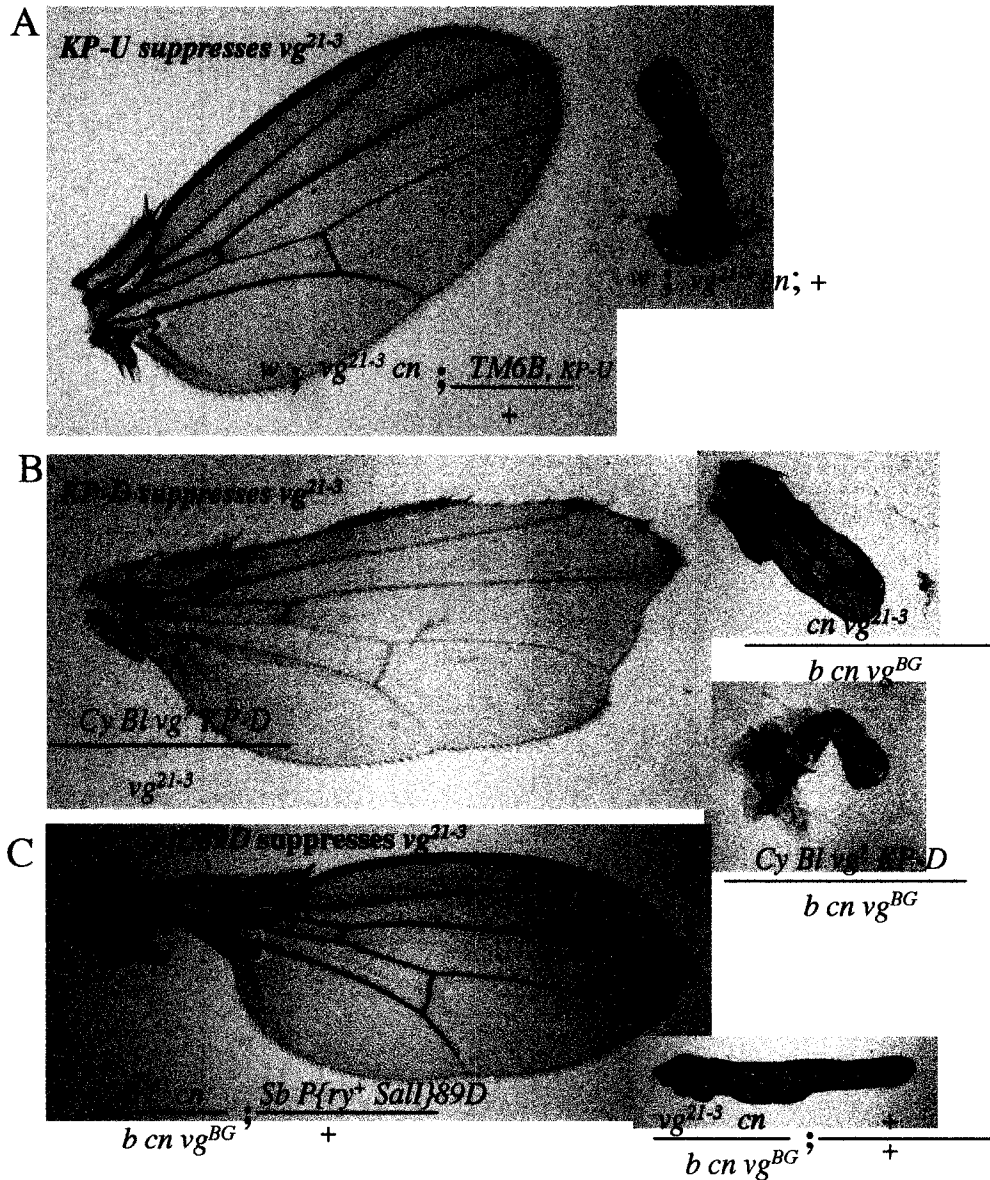 A
KP-U suppresses vg21-3
n; +
w ; vg21-3 cn ; TM6B, KP-U
+
B
KP-D suppresses vg21-3
cn vg21-3
b cn vgBG
Cy Bl vg KP-D
vg21-3
Cy Bl vg KP-D
b cn vgBG
C
suppresses vg21-3
cn ; Sb P{ry+ SalI}89D
b cn vgBG +
vg21-3 cn ; +
b cn vgBG +